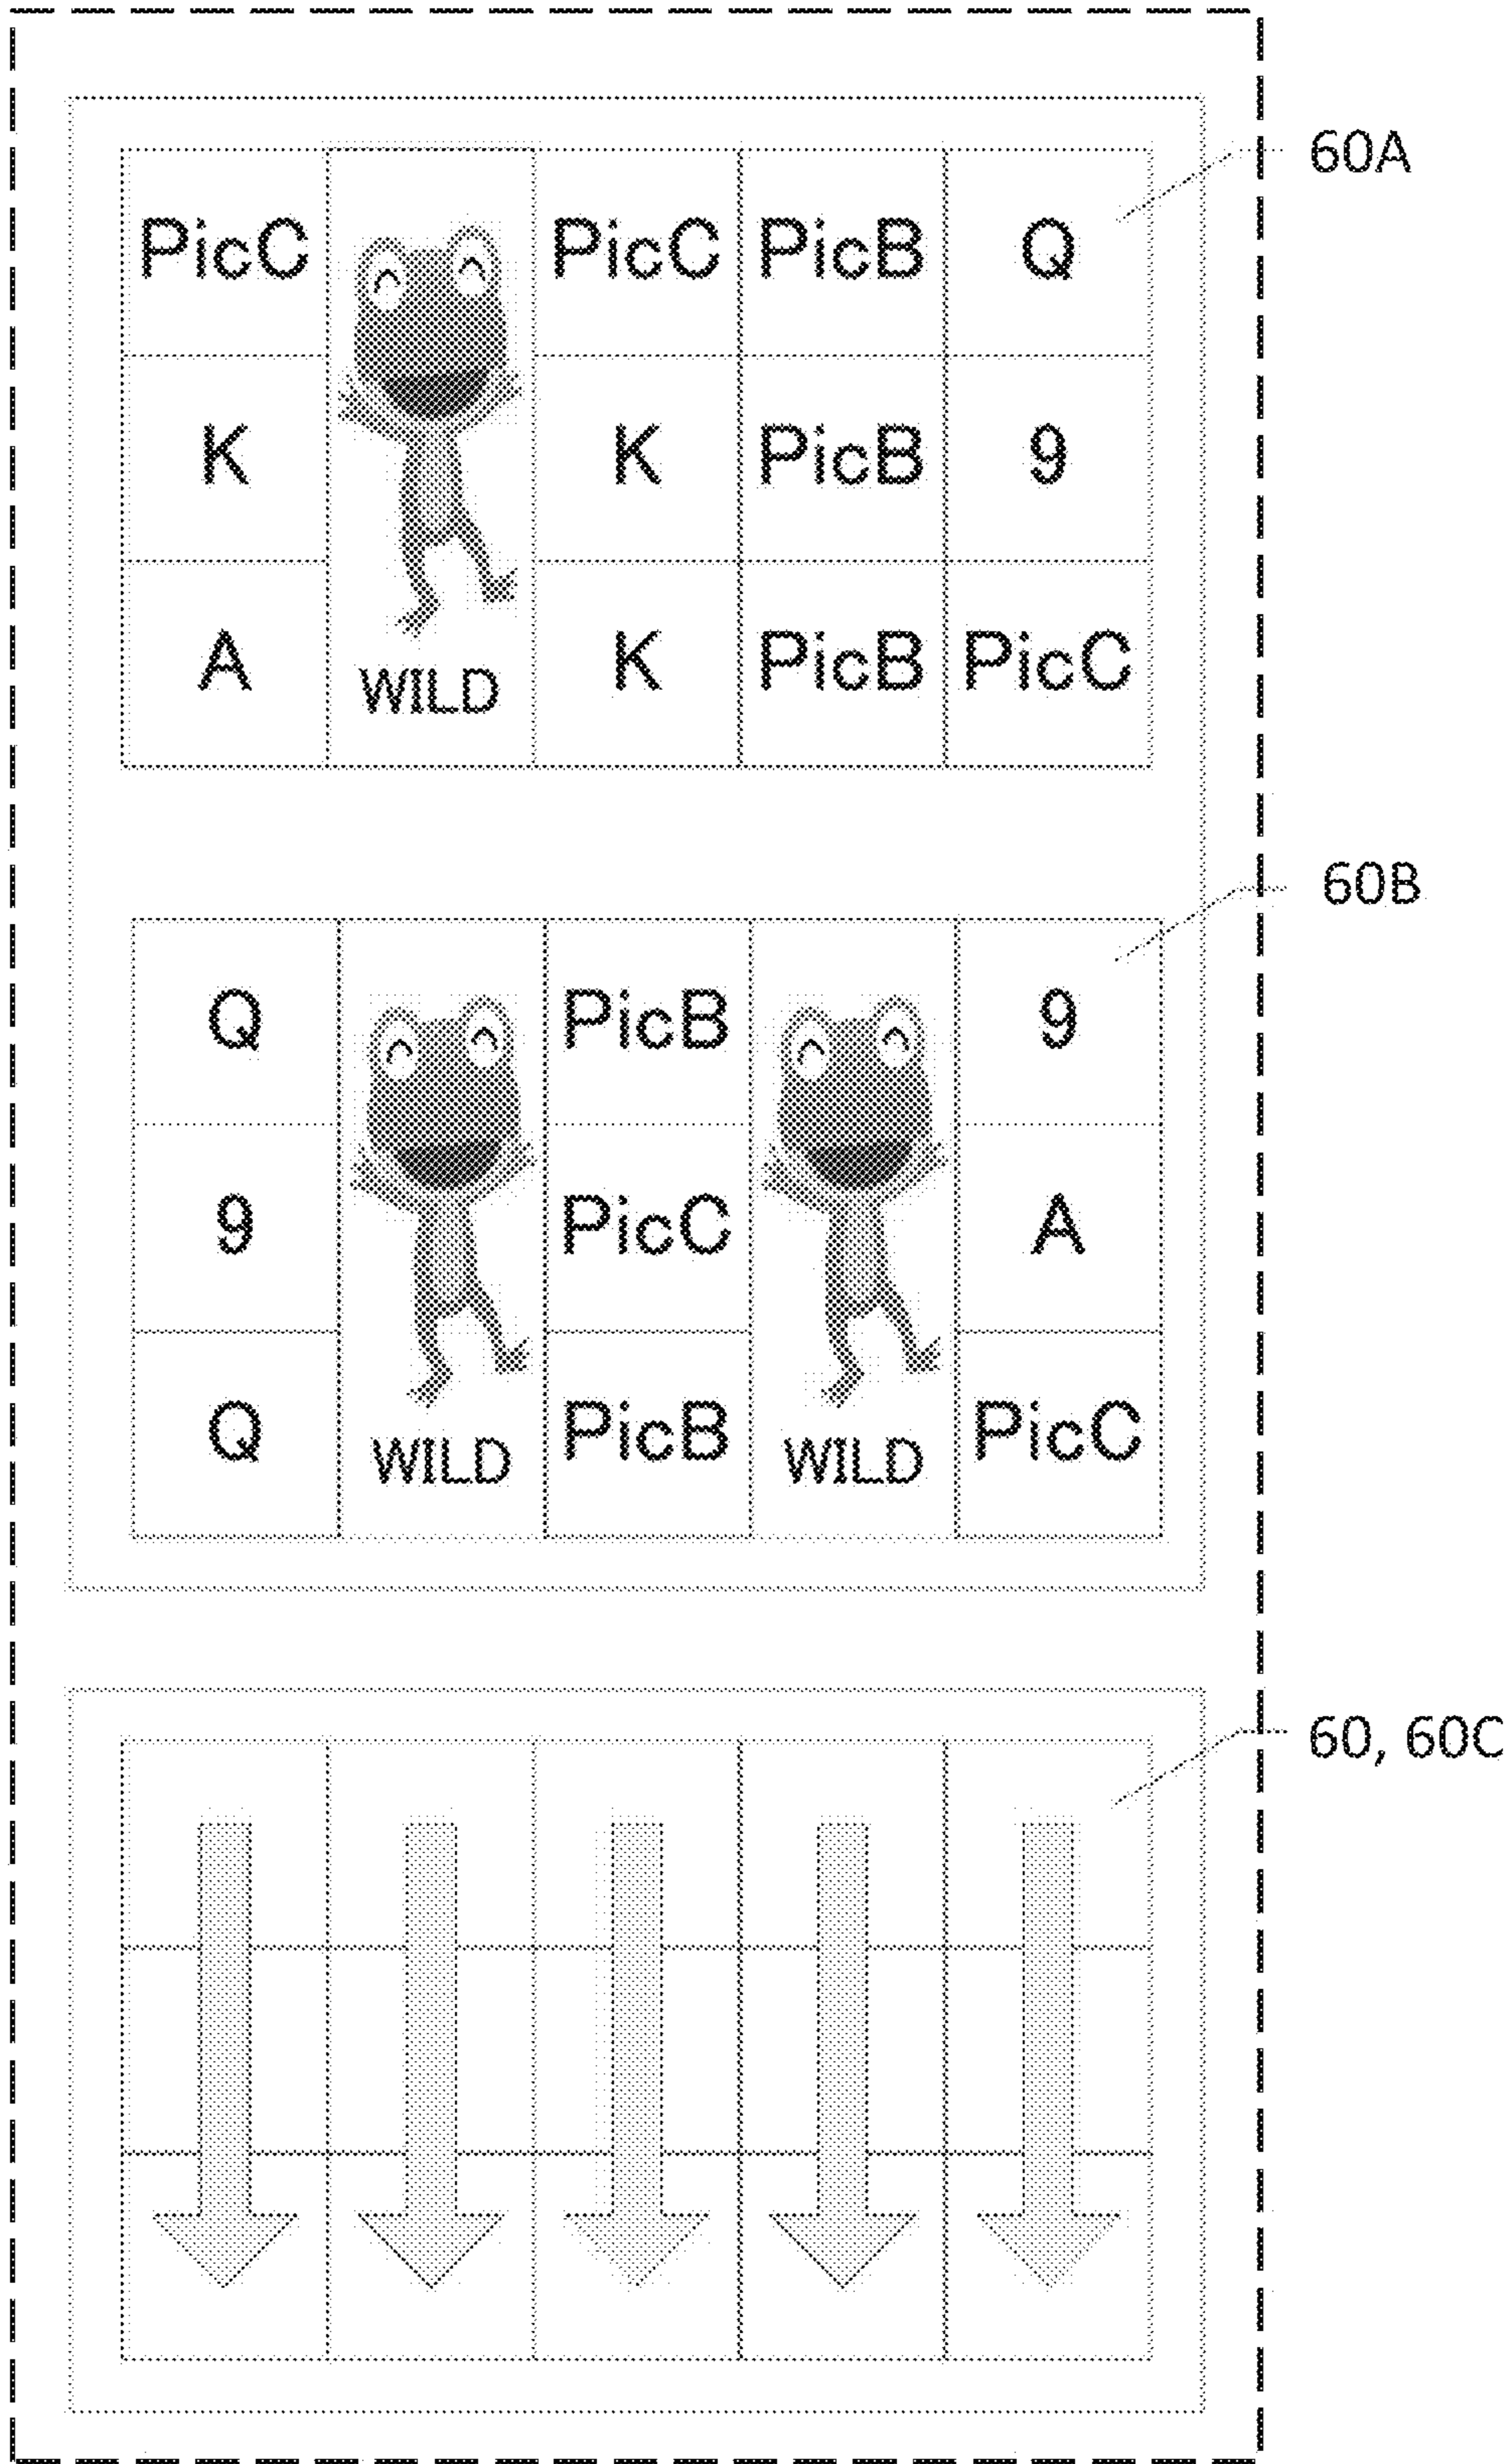 60A
PicC PicC PicB Q
K K PicB 9
A WILD K PicB PicC
60B
Q PicB 9
9 PicC A
Q WILD PicB WILD PicC
60, 60C